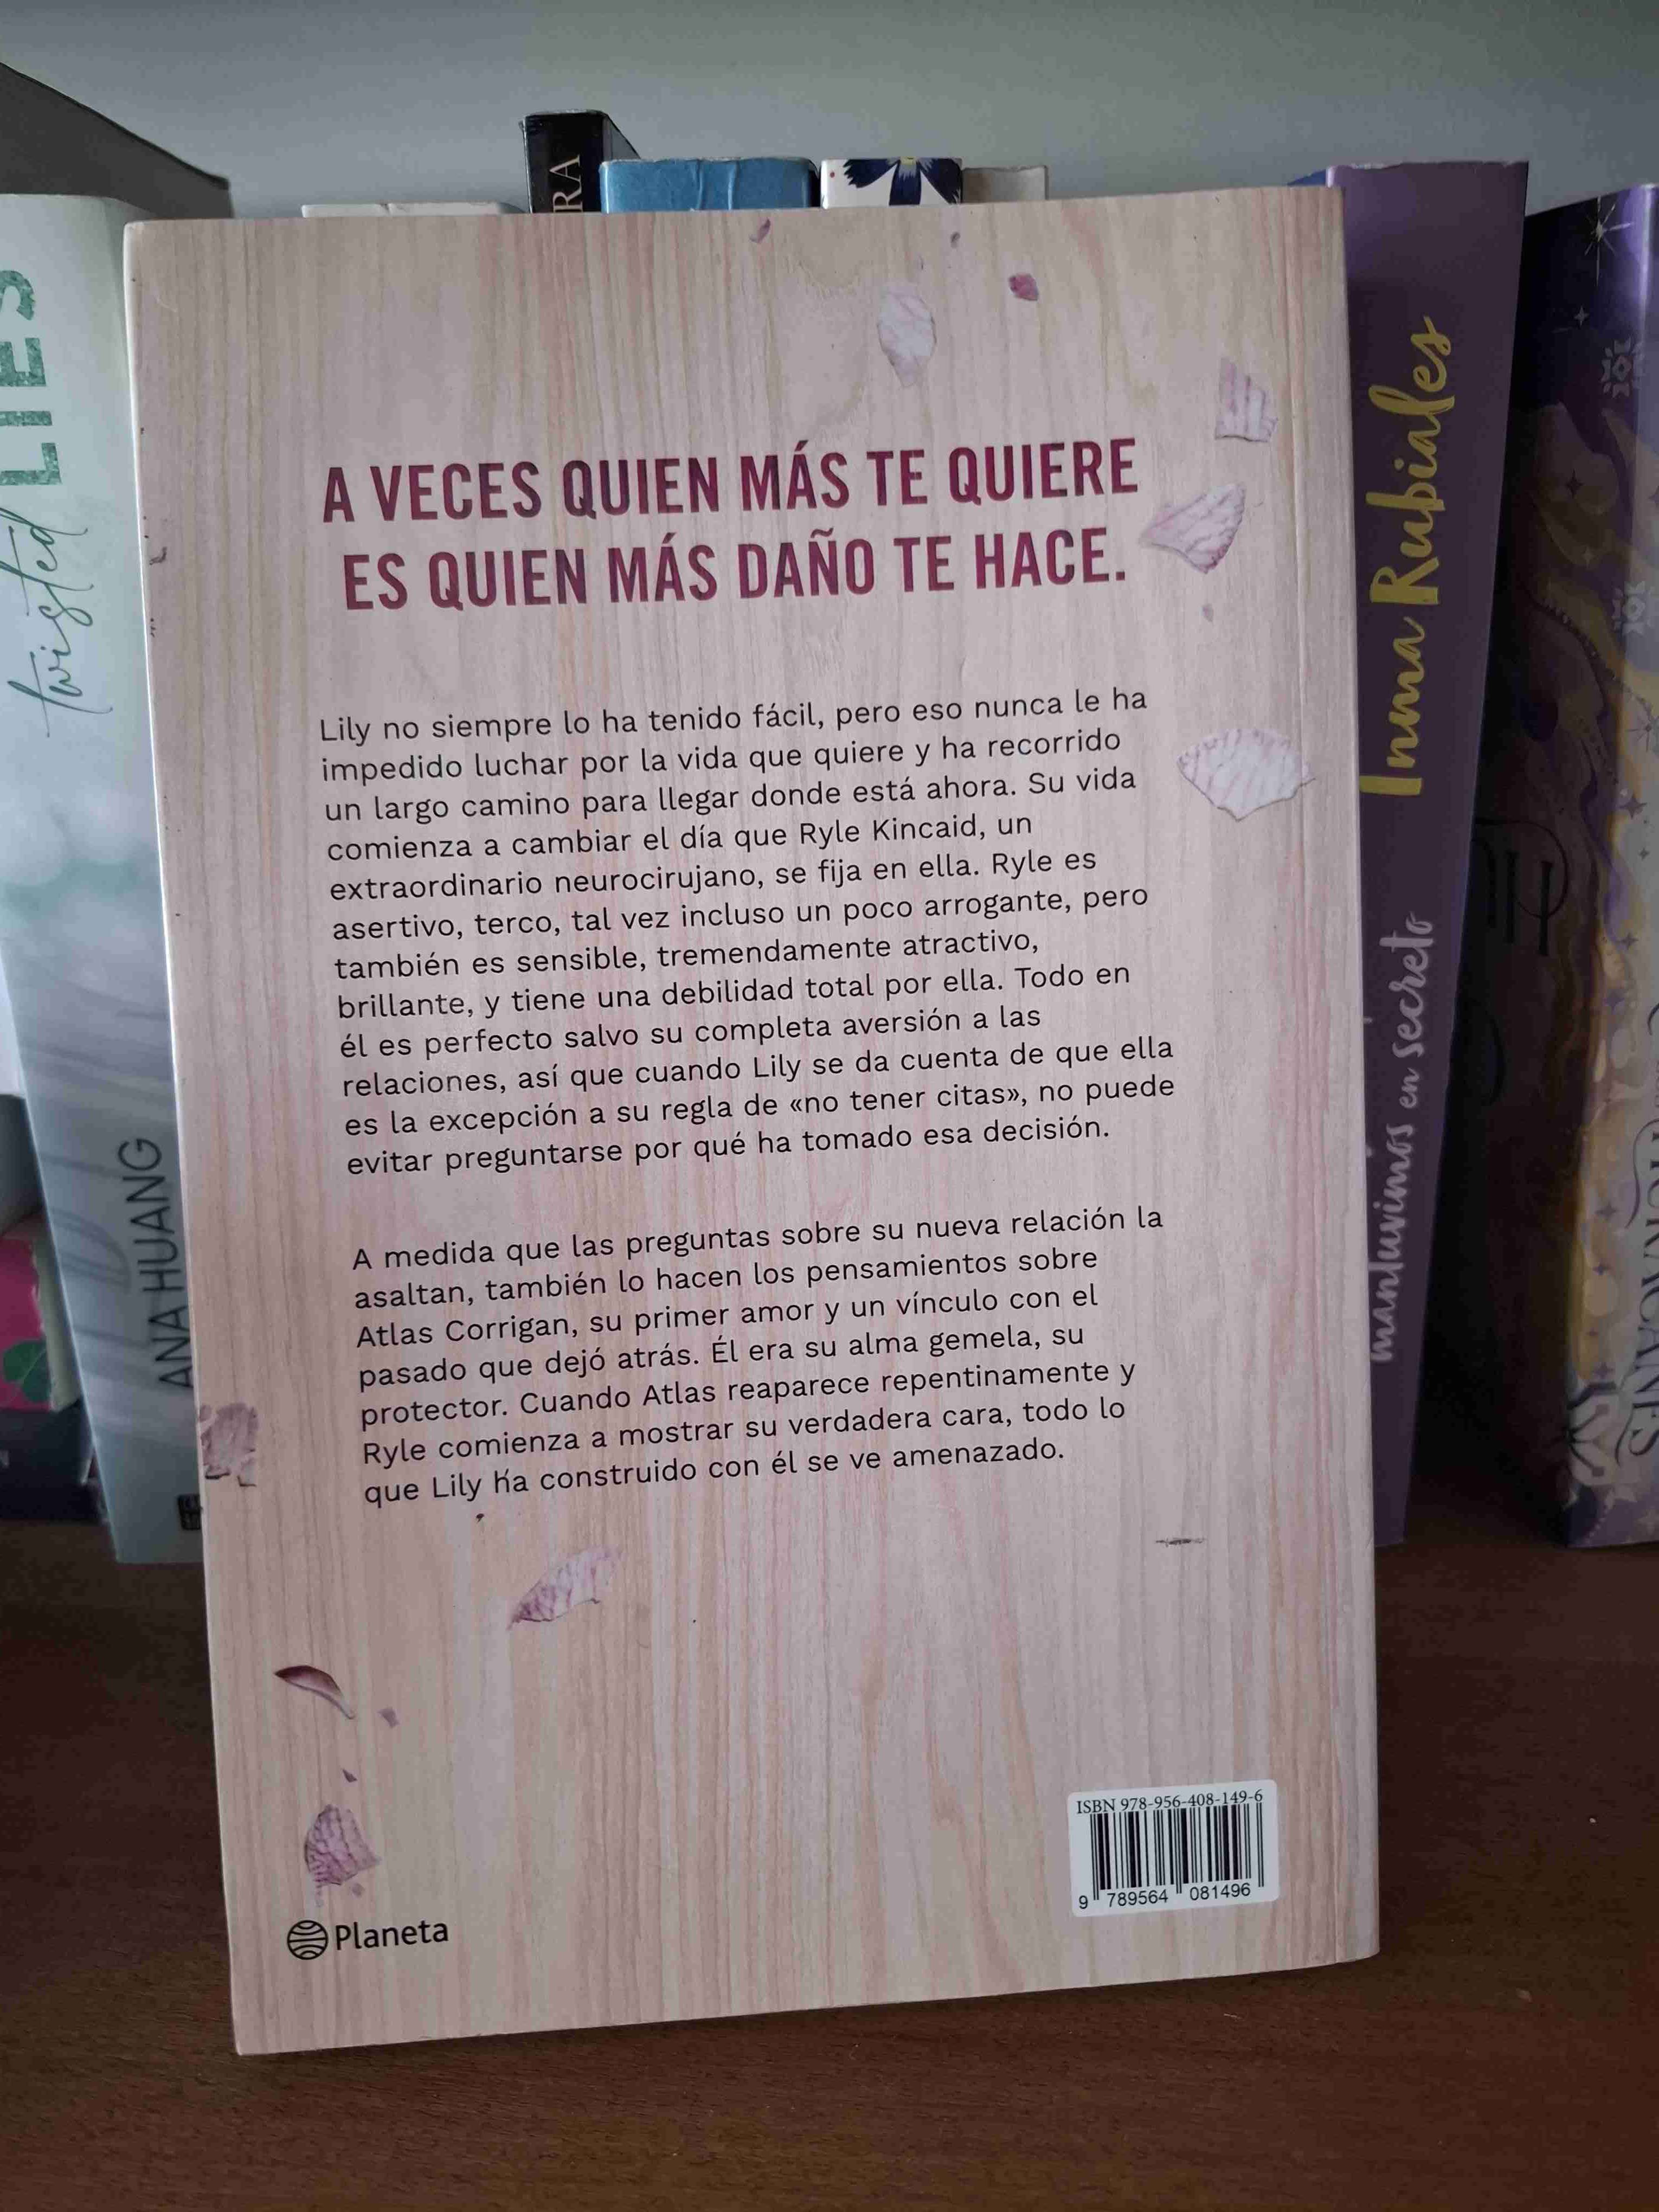 RA
twisted LIES
ANA HUANG
A VECES QUIEN MÁS TE QUIERE
ES QUIEN MÁS DAÑO TE HACE.
Lily no siempre lo ha tenido fácil, pero eso nunca le ha
impedido luchar por la vida que quiere y ha recorrido
un largo camino para llegar donde está ahora. Su vida
comienza a cambiar el día que Ryle Kincaid, un
extraordinario neurocirujano, se fija en ella. Ryle es
asertivo, terco, tal vez incluso un poco arrogante, pero
también es sensible, tremendamente atractivo,
brillante, y tiene una debilidad total por ella. Todo en
él es perfecto salvo su completa aversión a las
relaciones, así que cuando Lily se da cuenta de que ella
es la excepción a su regla de «no tener citas», no puede
evitar preguntarse por qué ha tomado esa decisión.
A medida que las preguntas sobre su nueva relación la
asaltan, también lo hacen los pensamientos sobre
Atlas Corrigan, su primer amor y un vínculo con el
pasado que dejó atrás. Él era su alma gemela, su
protector. Cuando Atlas reaparece repentinamente y
Ryle comienza a mostrar su verdadera cara, todo lo
que Lily ha construido con él se ve amenazado.
Planeta
ISBN 978-956-408-149-6
9 789564 081496
Inma Rubiales
mantuvimos en secreto